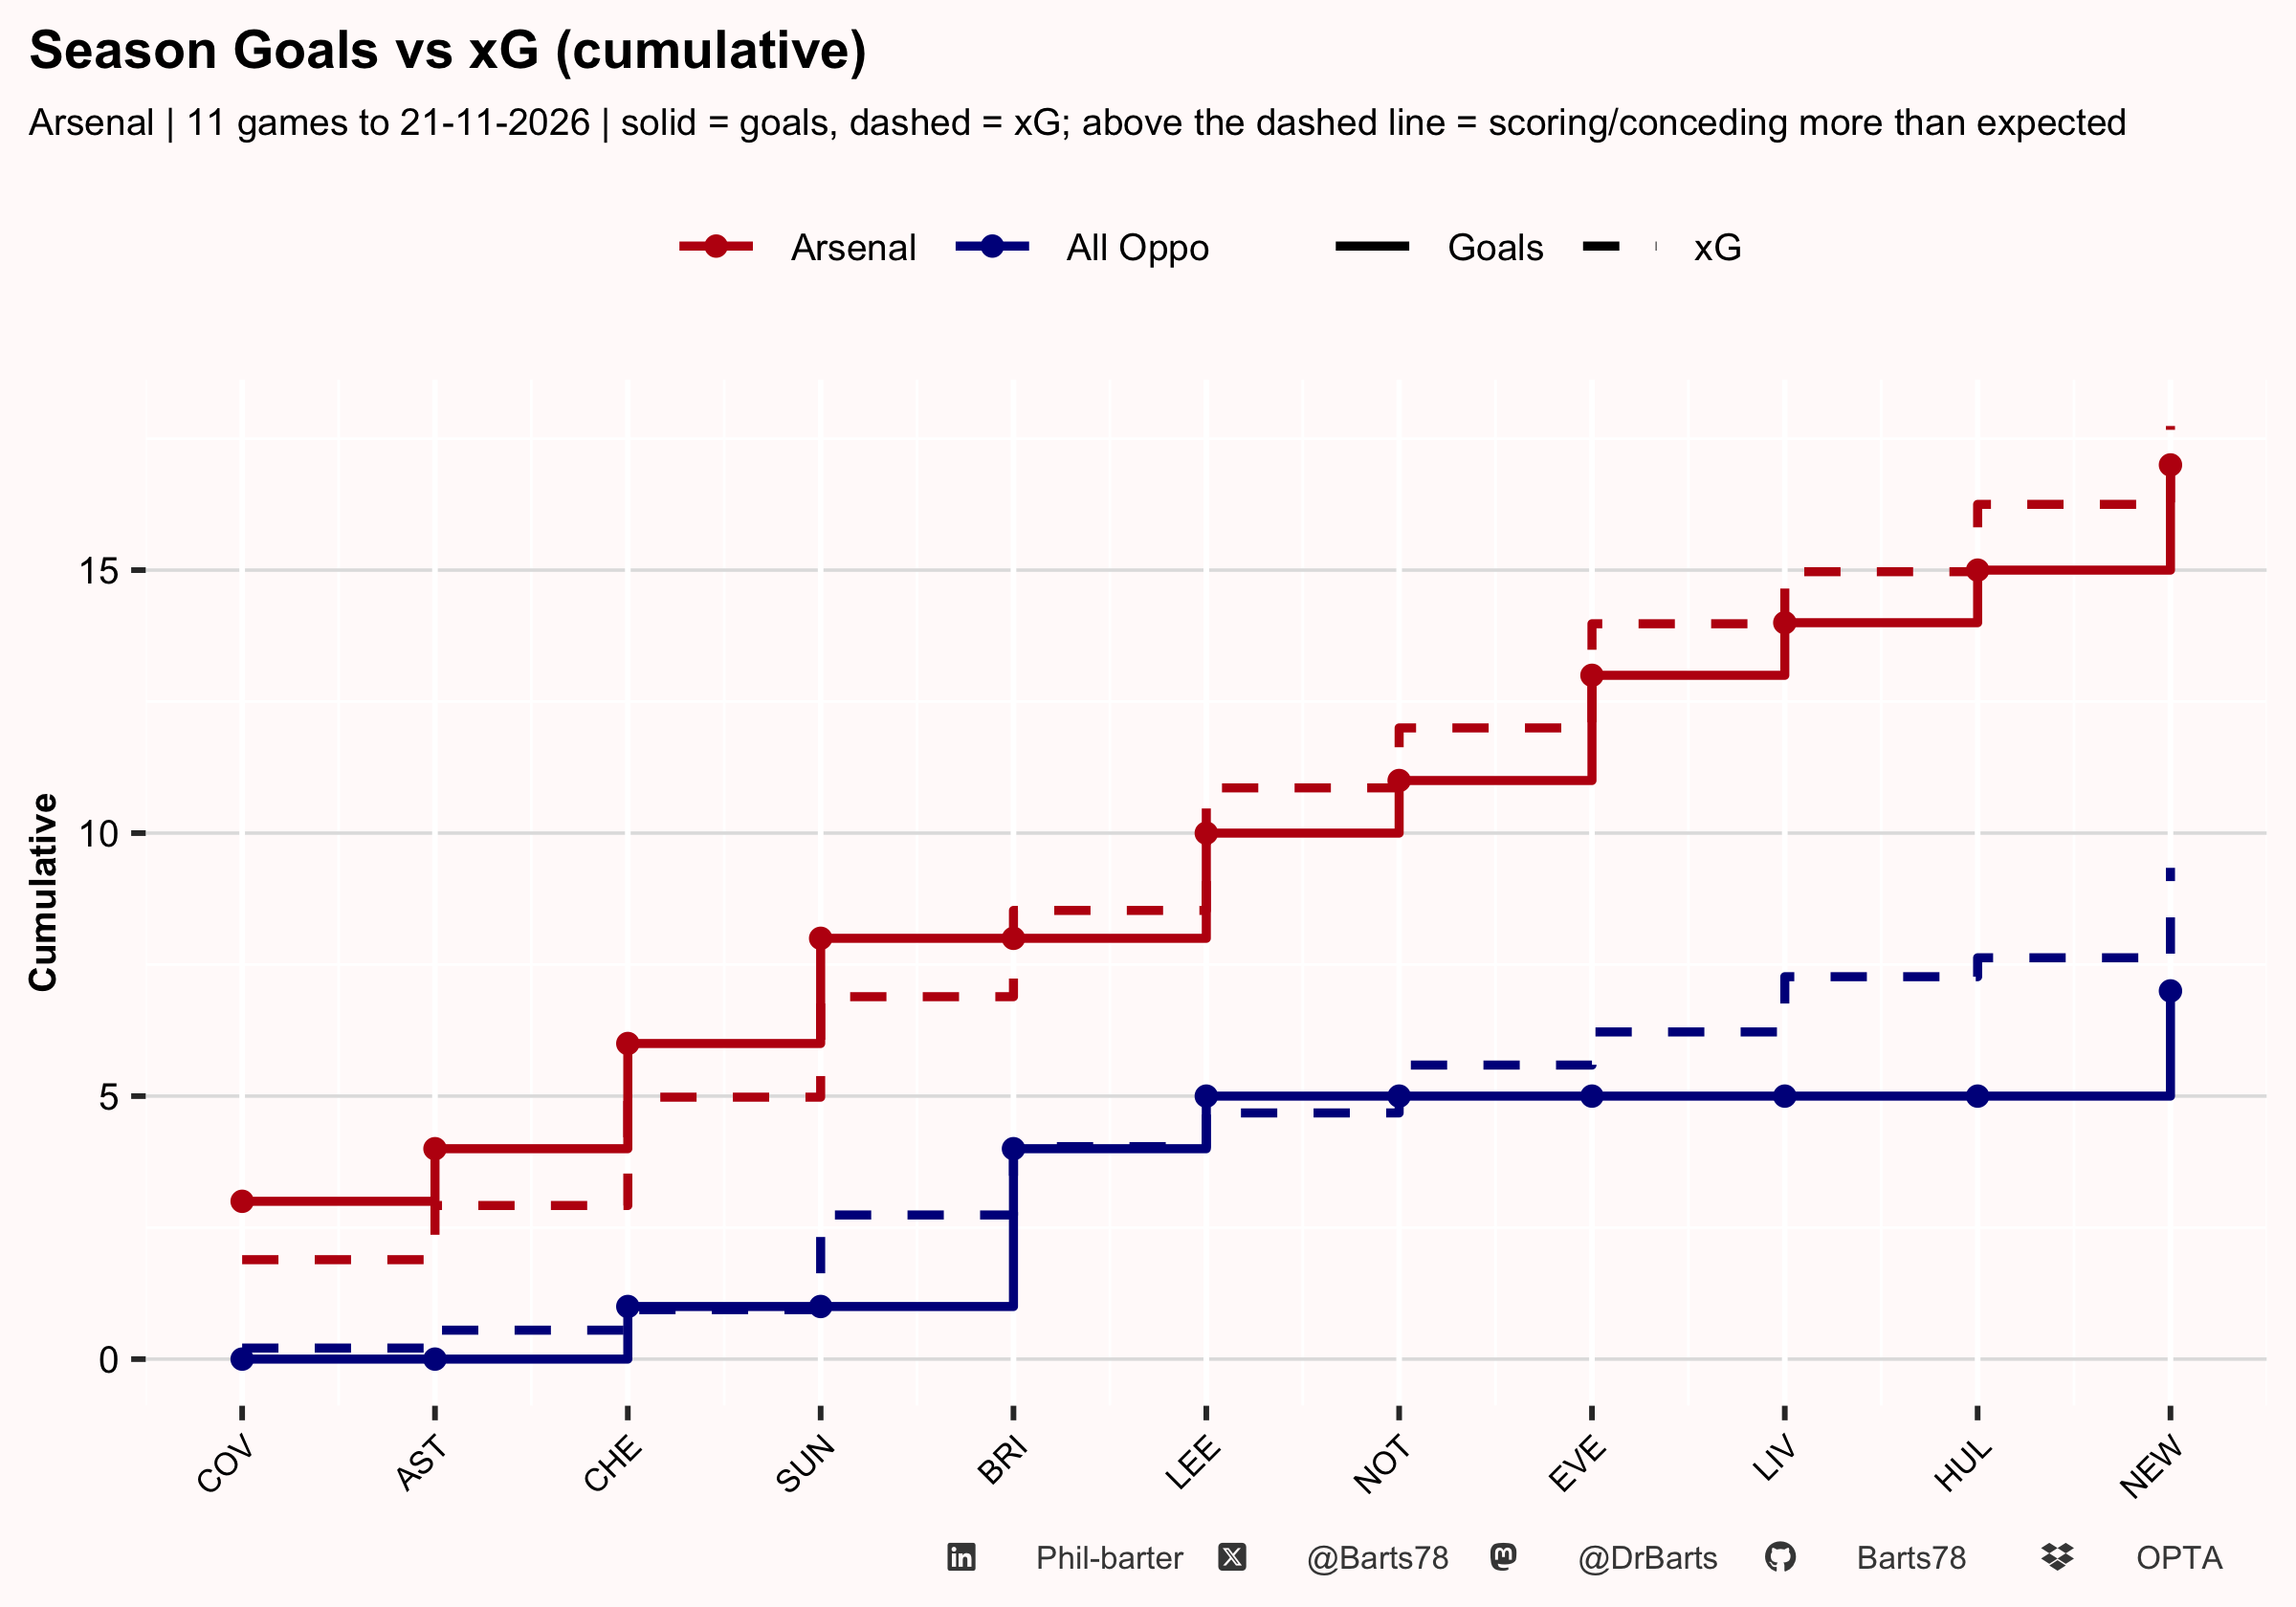 Season Goals vs xG (cumulative)
Arsenal | 11 games to 21-11-2026 | solid = goals, dashed = xG; above the dashed line = scoring/conceding more than expected
Arsenal All Oppo Goals xG
Cumulative
15
10
5
0
COV AST CHE SUN BRI LEE NOT EVE LIV HUL NEW
Phil-barter @Barts78 @DrBarts Barts78 OPTA